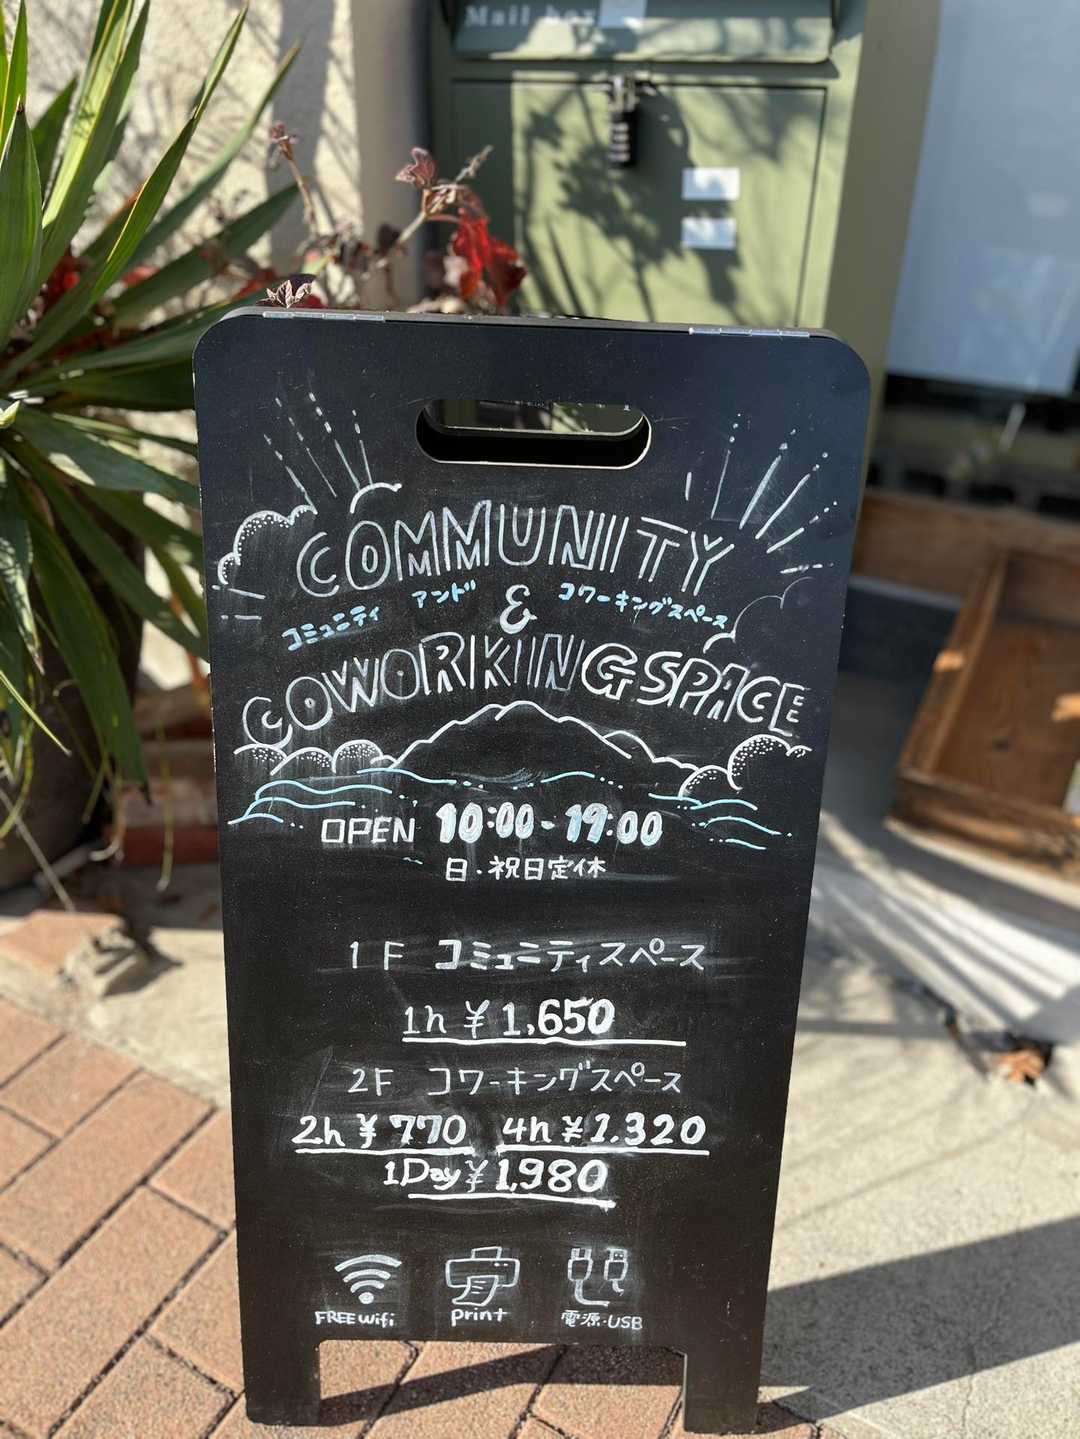 Mail box
COMMUNITY
コミュニティ アンド & コワーキングスペース
COWORKINGSPACE
OPEN 10:00-19:00
日・祝日定休
1F コミュニティスペース
1h ¥1,650
2F コワーキングスペース
2h ¥770 4h ¥1.320
1Day ¥1,980
FREE wifi print 電源・USB